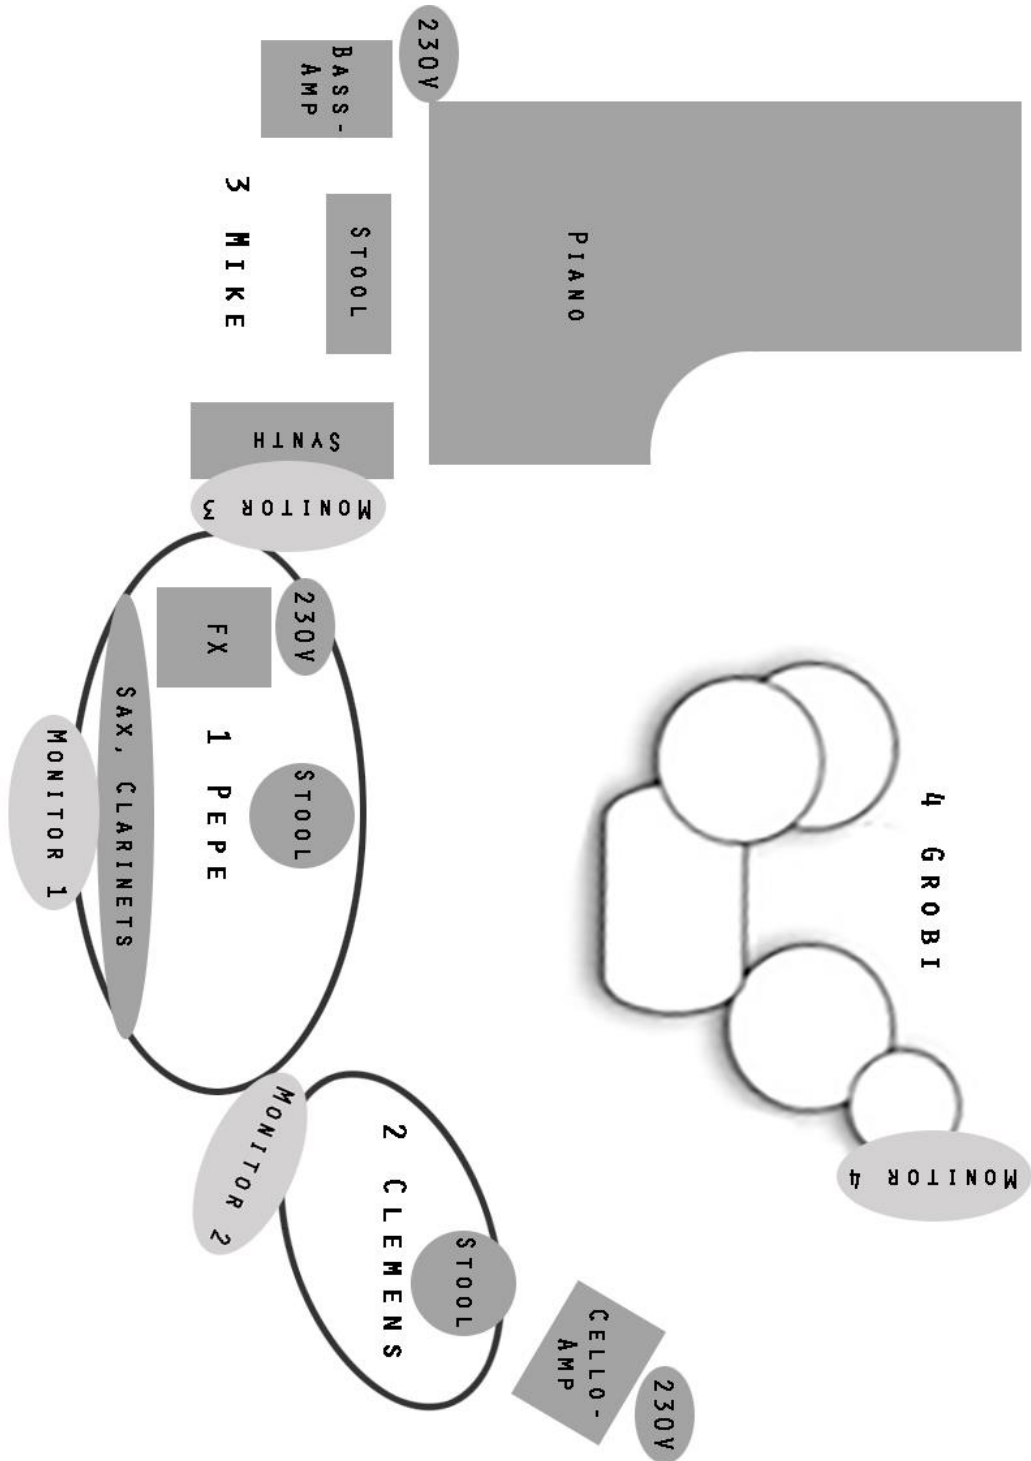 230V
BASS-
AMP
PIANO
STOOL
3 MIKE
SYNTH
MONITOR 3
230V
FX
1 PEPE
STOOL
SAX, CLARINETS
MONITOR 1
4 GROBI
MONITOR 4
MONITOR 2
2 CLEMENS
STOOL
CELLO-
AMP
230V